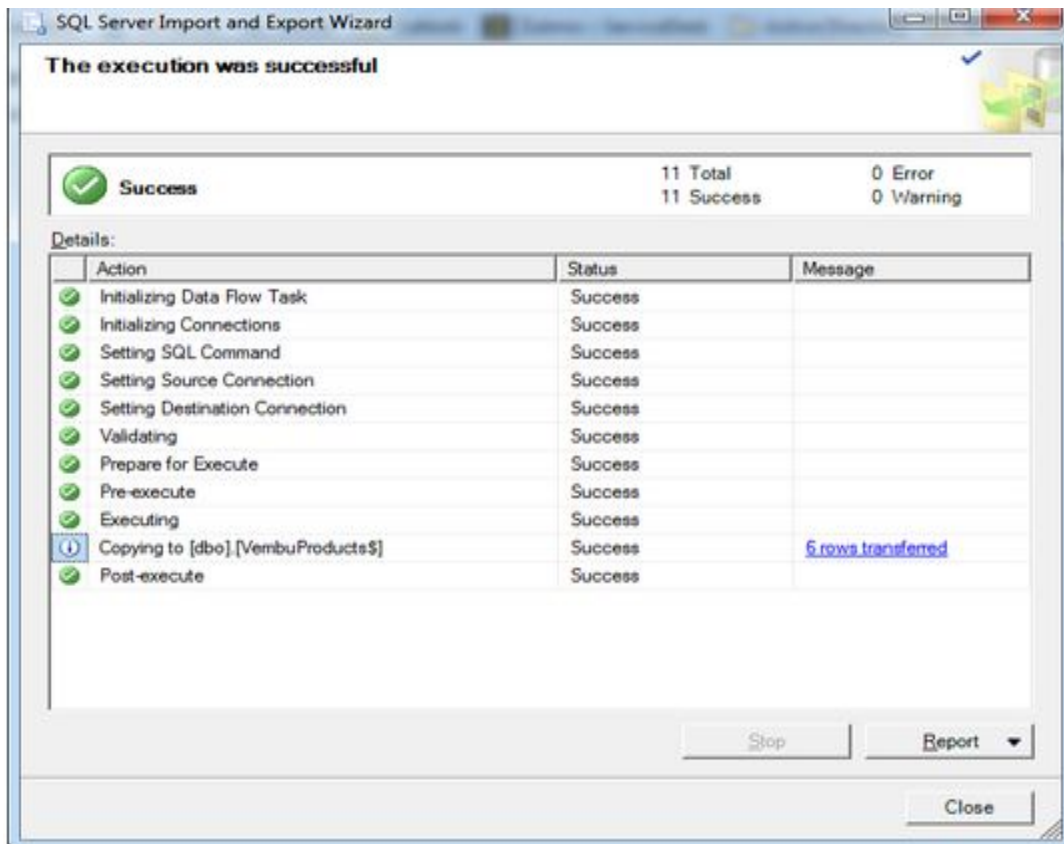 SQL Server Import and Export Wizard
The execution was successful
Success
11 Total 0 Error
11 Success 0 Warning
Details:
Action Status Message
Initializing Data Flow Task Success
Initializing Connections Success
Setting SQL Command Success
Setting Source Connection Success
Setting Destination Connection Success
Validating Success
Prepare for Execute Success
Pre-execute Success
Executing Success
Copying to [dbo].[VembuProducts$] Success 6 rows transferred
Post-execute Success
Stop Report
Close